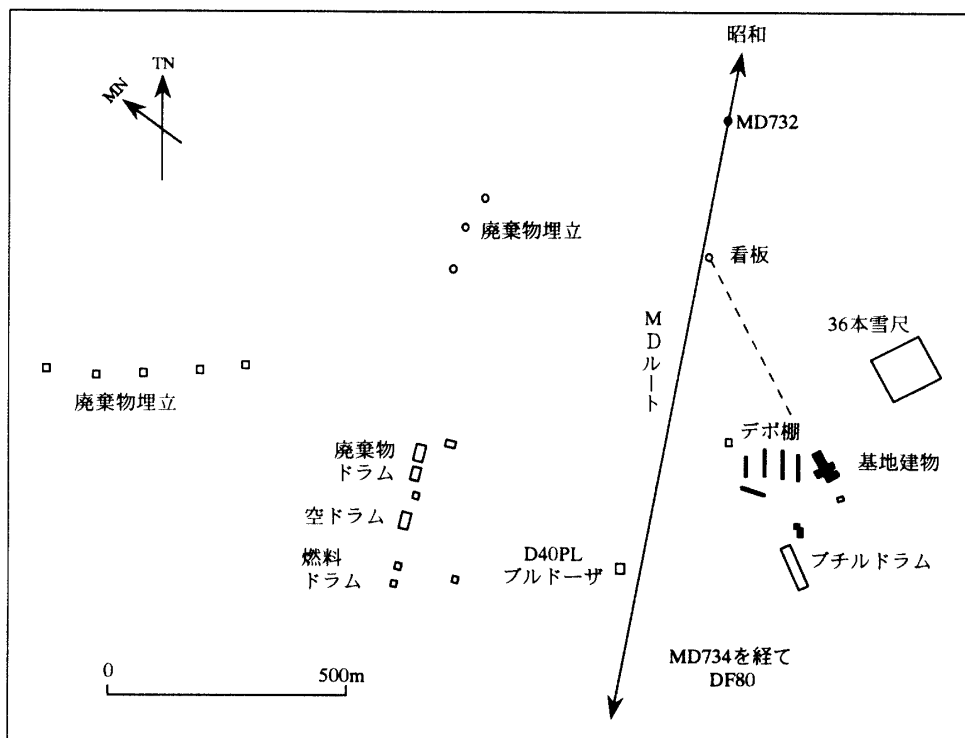 昭和
TN
MN
MD732
廃棄物埋立
看板
36本雪尺
MDルート
廃棄物埋立
デポ棚
廃棄物
ドラム
基地建物
空ドラム
燃料
ドラム
D40PL
ブルドーザ
ブチルドラム
MD734を経て
DF80
0
500m